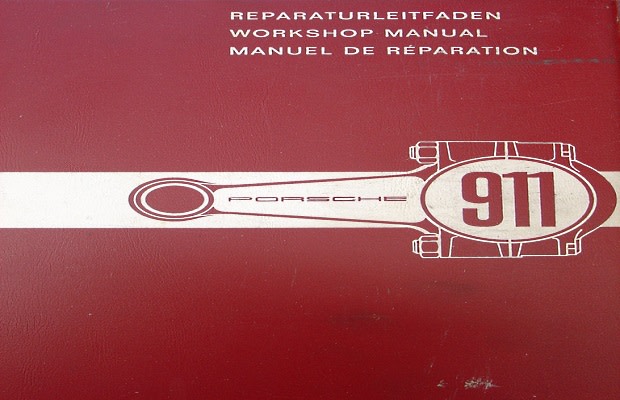 REPARATURLEITFADEN
WORKSHOP MANUAL
MANUEL DE RÉPARATION
PORSCHE
911